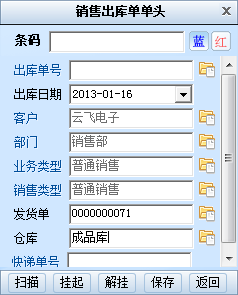 销售出库单单头
条码 蓝 红
出库单号
出库日期 2013-01-16
客户 云飞电子
部门 销售部
业务类型 普通销售
销售类型 普通销售
发货单 0000000071
仓库 成品库
快递单号
扫描 挂起 解挂 保存 返回